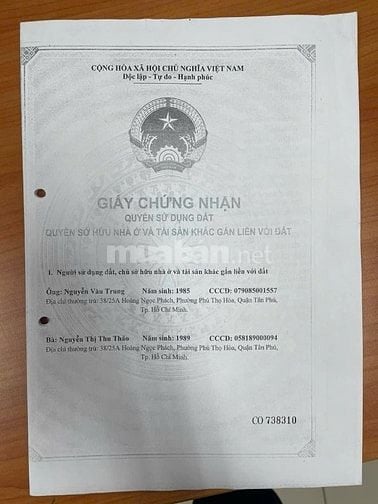 CỘNG HÒA XÃ HỘI CHỦ NGHĨA VIỆT NAM
Độc lập - Tự do - Hạnh phúc
GIẤY CHỨNG NHẬN
QUYỀN SỬ DỤNG ĐẤT
QUYỀN SỞ HỮU NHÀ Ở VÀ TÀI SẢN KHÁC GẮN LIỀN VỚI ĐẤT
muaban.net
I. Người sử dụng đất, chủ sở hữu nhà ở và tài sản khác gắn liền với đất
Ông: Nguyễn Văn Trung Năm sinh: 1985 CCCD: 079085001557
Địa chỉ thường trú: 38/25A Hoàng Ngọc Phách, Phường Phú Thọ Hòa, Quận Tân Phú,
Tp. Hồ Chí Minh.
Bà: Nguyễn Thị Thu Thảo Năm sinh: 1989 CCCD: 058189000094
Địa chỉ thường trú: 38/25A Hoàng Ngọc Phách, Phường Phú Thọ Hòa, Quận Tân Phú,
Tp. Hồ Chí Minh.
CO 738310